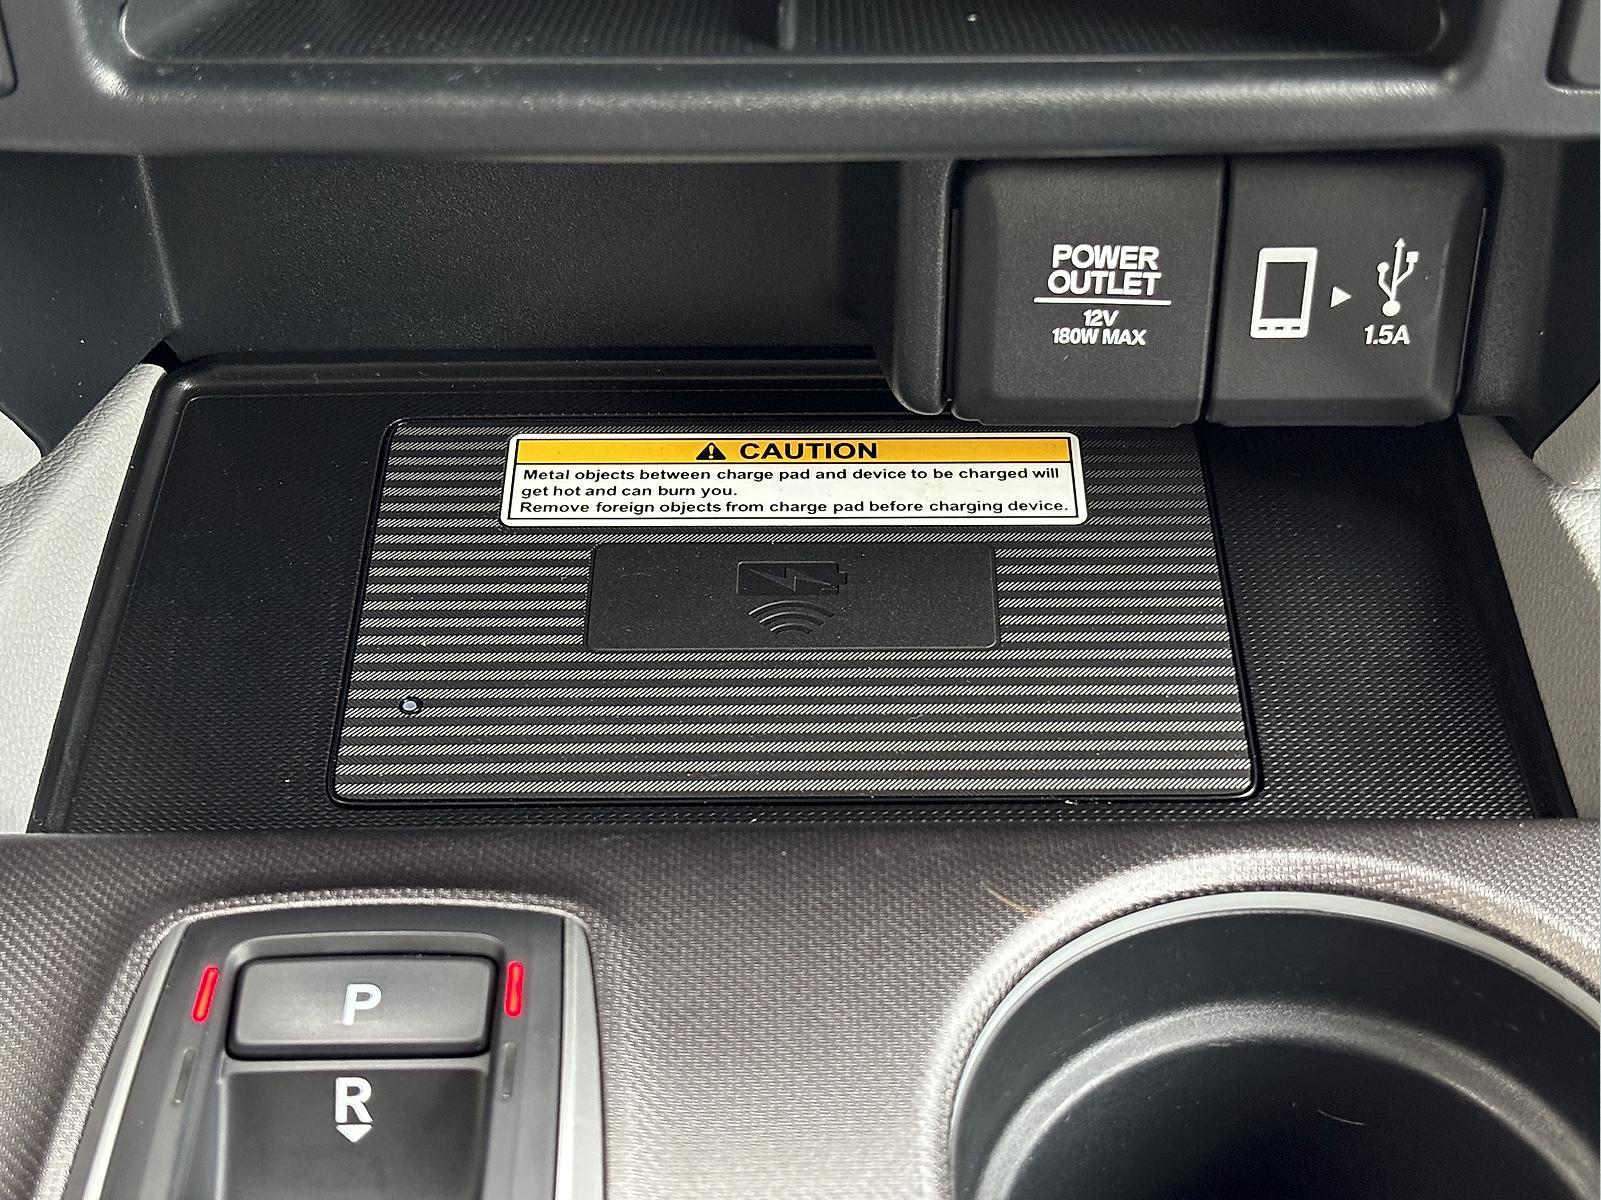 POWER
OUTLET
12V
180W MAX
1.5A
CAUTION
Metal objects between charge pad and device to be charged will
get hot and can burn you.
Remove foreign objects from charge pad before charging device.
P
R